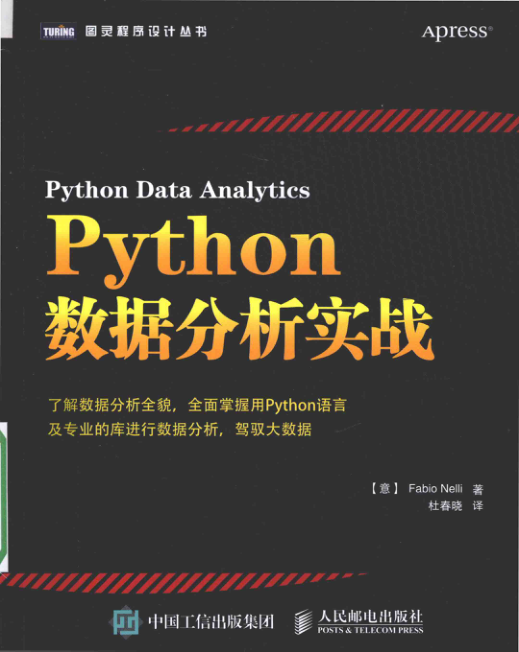 TURING 图灵程序设计丛书
Apress®
Python Data Analytics
Python
数据分析实战
了解数据分析全貌，全面掌握用Python语言
及专业的库进行数据分析，驾驭大数据
【意】 Fabio Nelli 著
杜春晓 译
中国工信出版集团
人民邮电出版社
POSTS & TELECOM PRESS